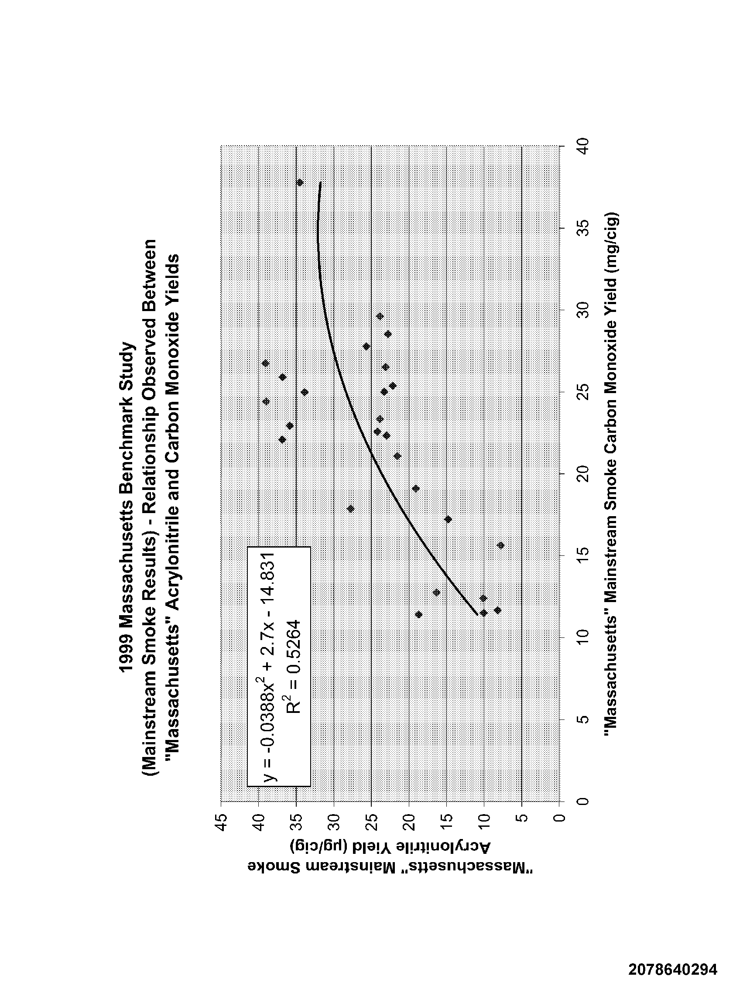 1999 Massachusetts Benchmark Study
(Mainstream Smoke Results) - Relationship Observed Between
"Massachusetts" Acrylonitrile and Carbon Monoxide Yields
y = -0.0388x² + 2.7x - 14.831
R² = 0.5264
"Massachusetts" Mainstream Smoke
Acrylonitrile Yield (µg/cig)
45
40
35
30
25
20
15
10
5
0
0
5
10
15
20
25
30
35
40
"Massachusetts" Mainstream Smoke Carbon Monoxide Yield (mg/cig)
2078640294